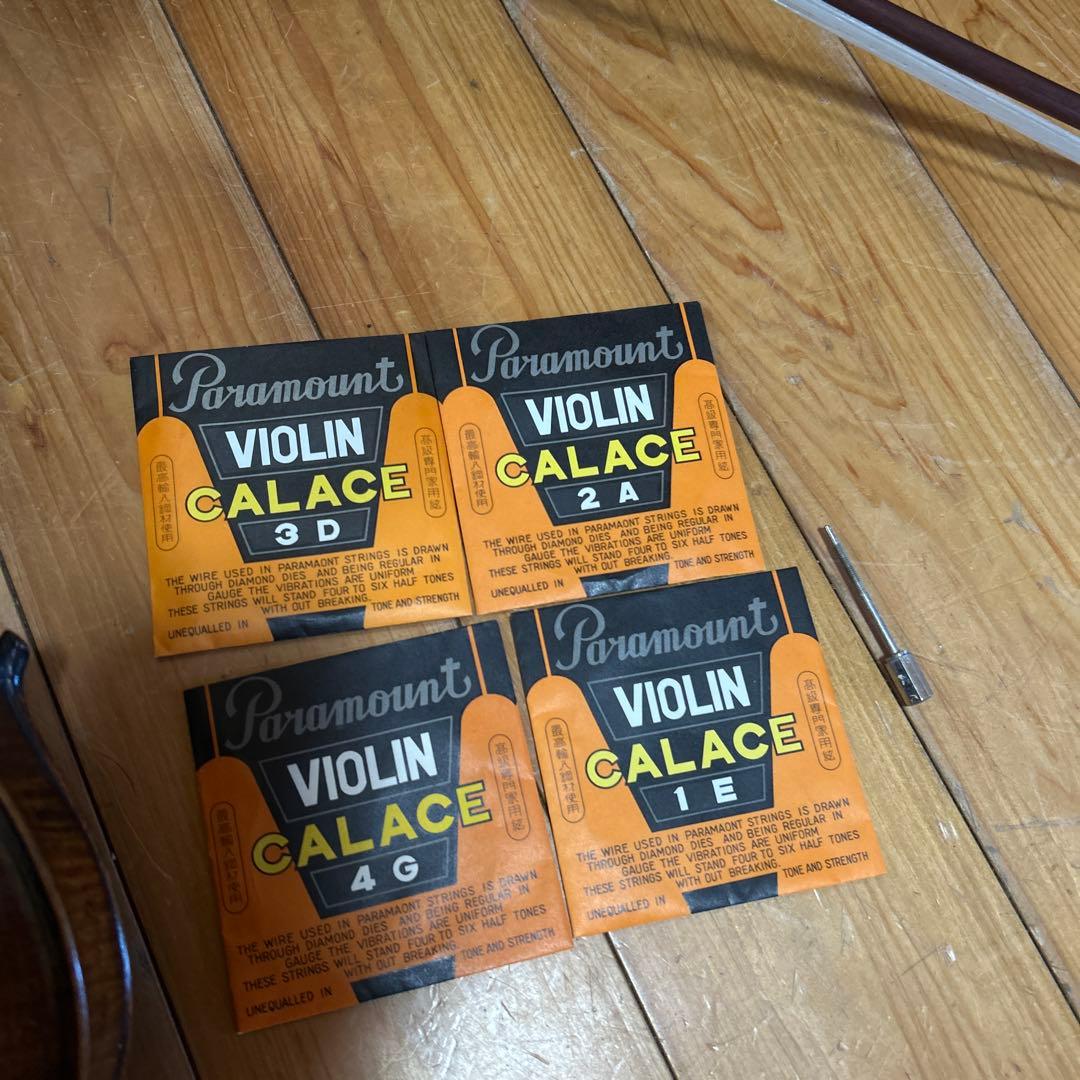 Paramount
VIOLIN
CALACE
3 D
最高輸入鋼材使用
高級專門家用絃
THE WIRE USED IN PARAMAONT STRINGS IS DRAWN
THROUGH DIAMOND DIES AND BEING REGULAR IN
GAUGE THE VIBRATIONS ARE UNIFORM
THESE STRINGS WILL STAND FOUR TO SIX HALF TONES
WITH OUT BREAKING.
UNEQUALLED IN TONE AND STRENGTH
Paramount
VIOLIN
CALACE
2 A
最高輸入鋼材使用
高級專門家用絃
THE WIRE USED IN PARAMAONT STRINGS IS DRAWN
THROUGH DIAMOND DIES AND BEING REGULAR IN
GAUGE THE VIBRATIONS ARE UNIFORM
THESE STRINGS WILL STAND FOUR TO SIX HALF TONES
WITH OUT BREAKING.
UNEQUALLED IN TONE AND STRENGTH
Paramount
VIOLIN
CALACE
4 G
最高輸入鋼材使用
高級專門家用絃
THE WIRE USED IN PARAMAONT STRINGS IS DRAWN
THROUGH DIAMOND DIES AND BEING REGULAR IN
GAUGE THE VIBRATIONS ARE UNIFORM
THESE STRINGS WILL STAND FOUR TO SIX HALF TONES
WITH OUT BREAKING.
UNEQUALLED IN TONE AND STRENGTH
Paramount
VIOLIN
CALACE
1 E
最高輸入鋼材使用
高級專門家用絃
THE WIRE USED IN PARAMAONT STRINGS IS DRAWN
THROUGH DIAMOND DIES AND BEING REGULAR IN
GAUGE THE VIBRATIONS ARE UNIFORM
THESE STRINGS WILL STAND FOUR TO SIX HALF TONES
WITH OUT BREAKING.
UNEQUALLED IN TONE AND STRENGTH